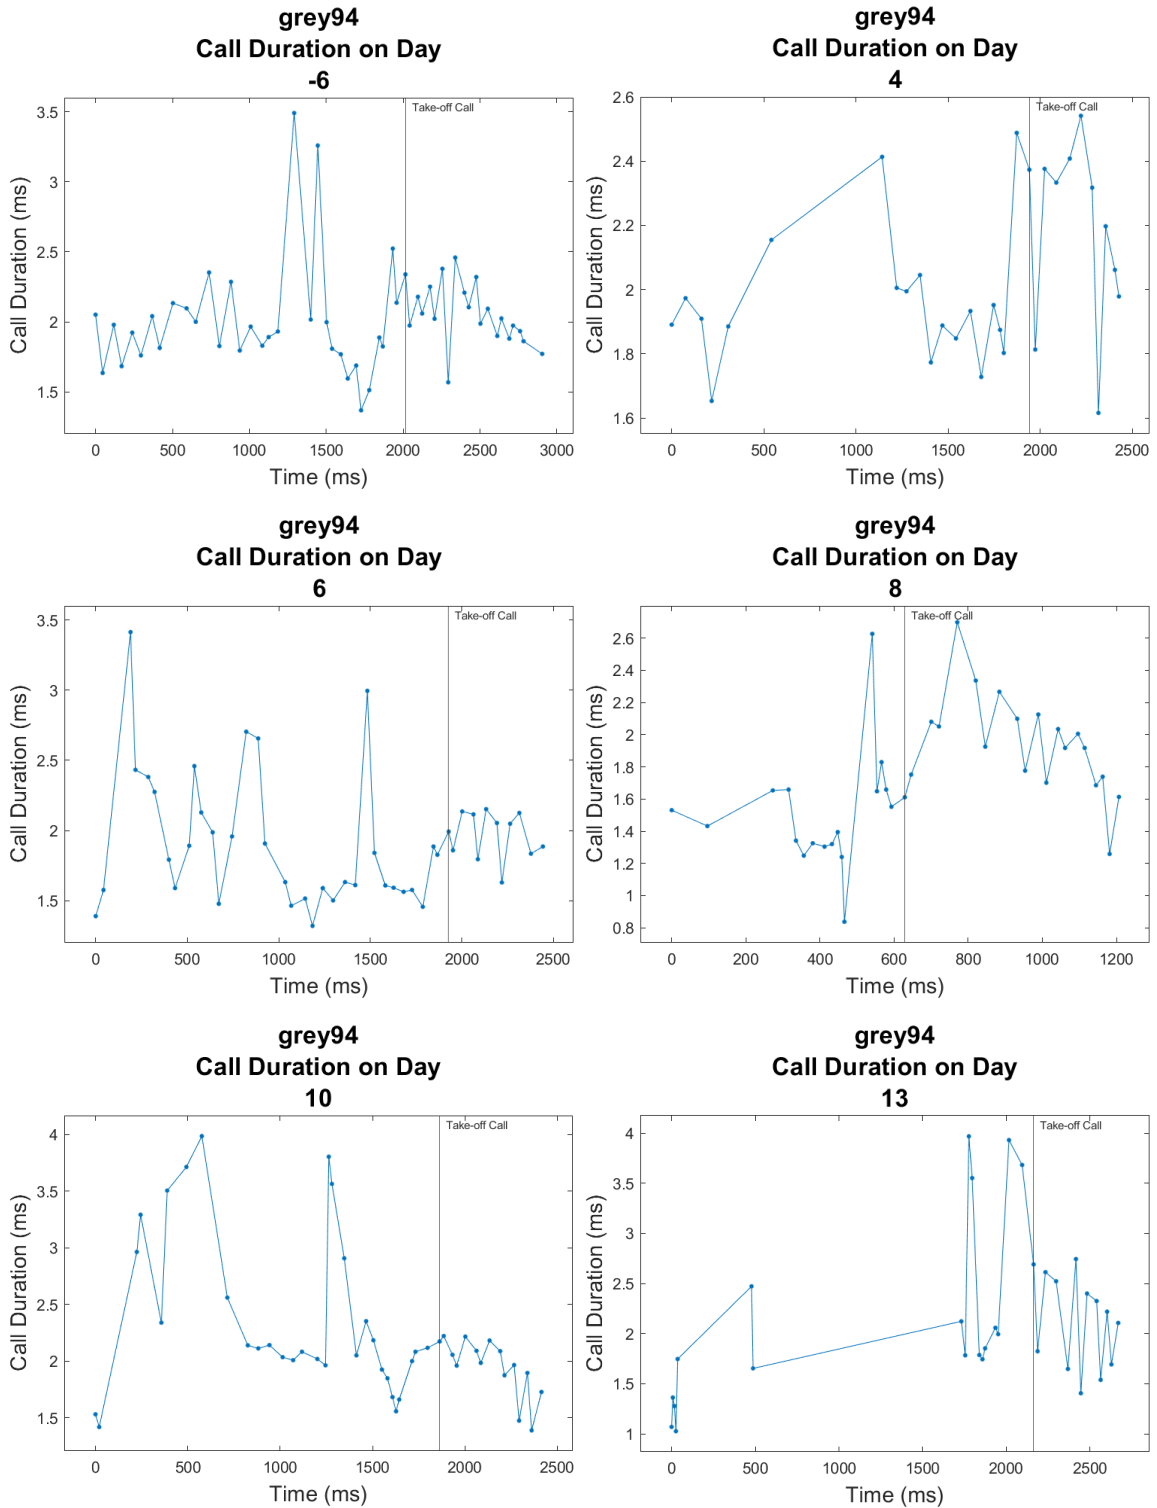 grey94
Call Duration on Day
-6
Take-off Call
3.5
3
2.5
2
1.5
Call Duration (ms)
0 500 1000 1500 2000 2500 3000
Time (ms)
grey94
Call Duration on Day
4
Take-off Call
2.6
2.4
2.2
2
1.8
1.6
Call Duration (ms)
0 500 1000 1500 2000 2500
Time (ms)
grey94
Call Duration on Day
6
Take-off Call
3.5
3
2.5
2
1.5
Call Duration (ms)
0 500 1000 1500 2000 2500
Time (ms)
grey94
Call Duration on Day
8
Take-off Call
2.6
2.4
2.2
2
1.8
1.6
1.4
1.2
1
0.8
Call Duration (ms)
0 200 400 600 800 1000 1200
Time (ms)
grey94
Call Duration on Day
10
Take-off Call
4
3.5
3
2.5
2
1.5
Call Duration (ms)
0 500 1000 1500 2000 2500
Time (ms)
grey94
Call Duration on Day
13
Take-off Call
4
3.5
3
2.5
2
1.5
1
Call Duration (ms)
0 500 1000 1500 2000 2500
Time (ms)